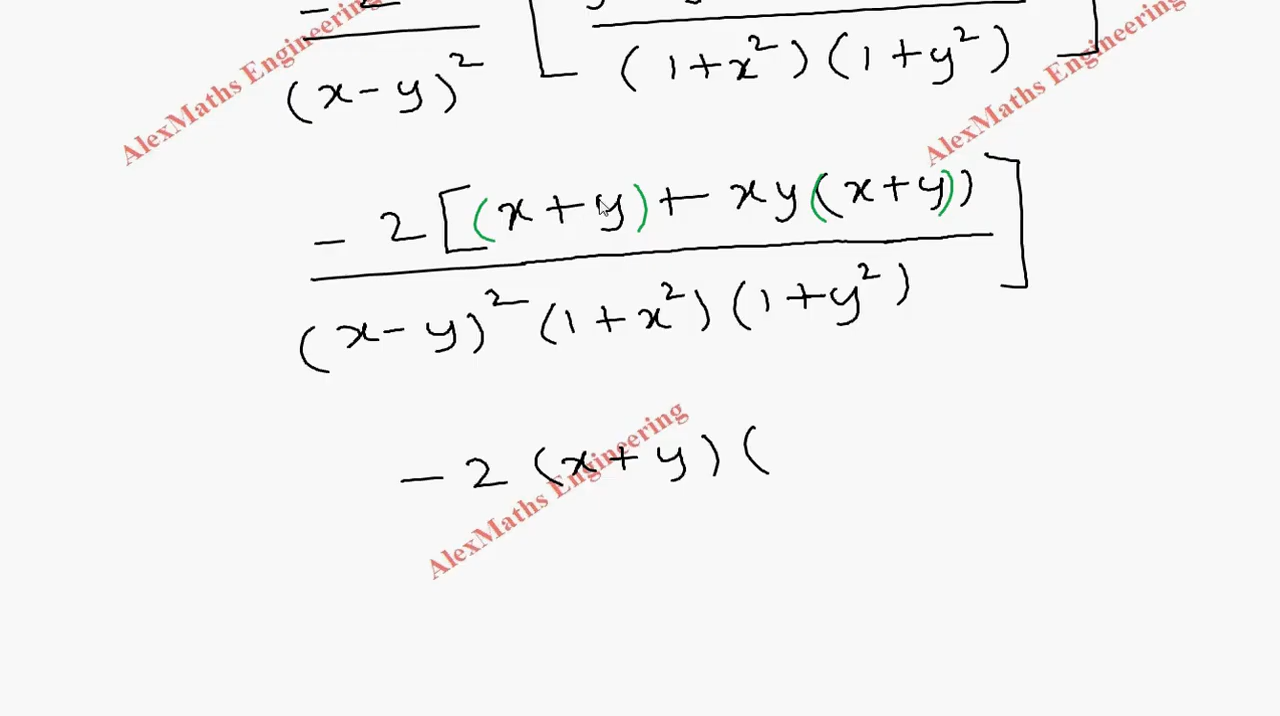 (x-y)² [ (1+x²)(1+y²) ]
-2[(x+y)+xy(x+y))]
(x-y)²(1+x²)(1+y²)
-2(x+y)(
AlexMaths Engineering
AlexMaths Engineering
AlexMaths Engineering